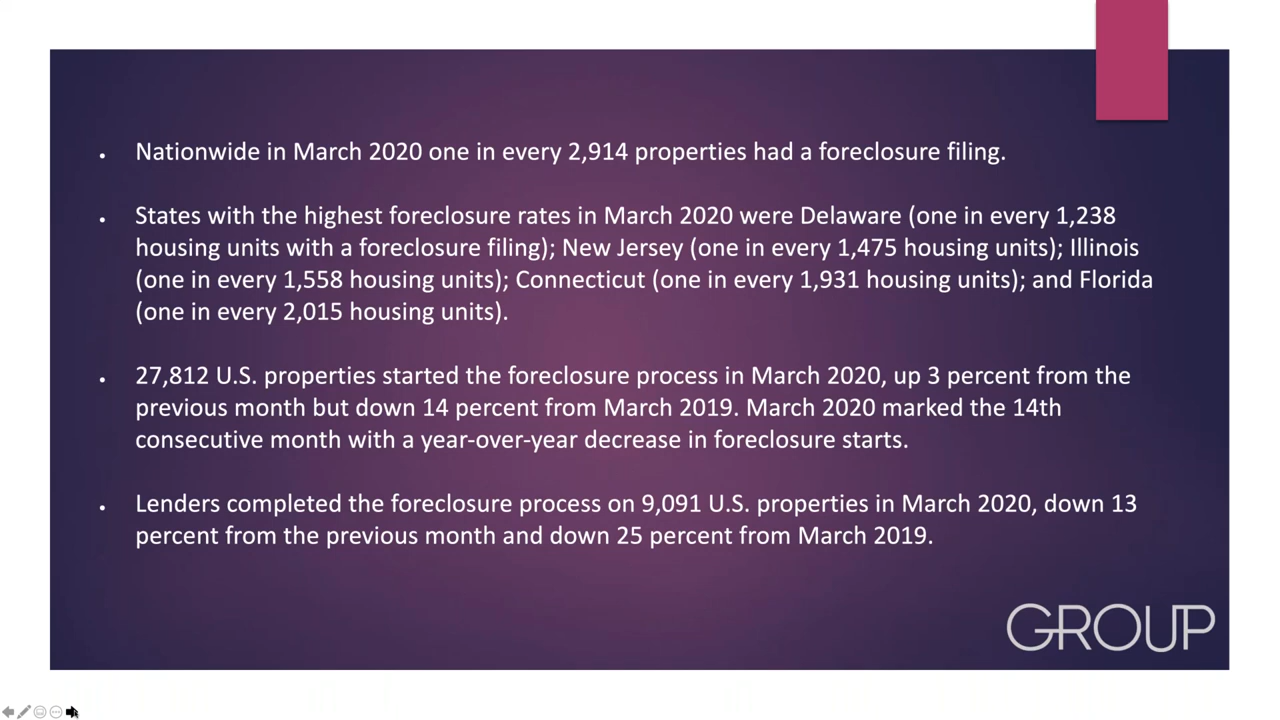 • Nationwide in March 2020 one in every 2,914 properties had a foreclosure filing.
• States with the highest foreclosure rates in March 2020 were Delaware (one in every 1,238
housing units with a foreclosure filing); New Jersey (one in every 1,475 housing units); Illinois
(one in every 1,558 housing units); Connecticut (one in every 1,931 housing units); and Florida
(one in every 2,015 housing units).
• 27,812 U.S. properties started the foreclosure process in March 2020, up 3 percent from the
previous month but down 14 percent from March 2019. March 2020 marked the 14th
consecutive month with a year-over-year decrease in foreclosure starts.
• Lenders completed the foreclosure process on 9,091 U.S. properties in March 2020, down 13
percent from the previous month and down 25 percent from March 2019.
GROUP